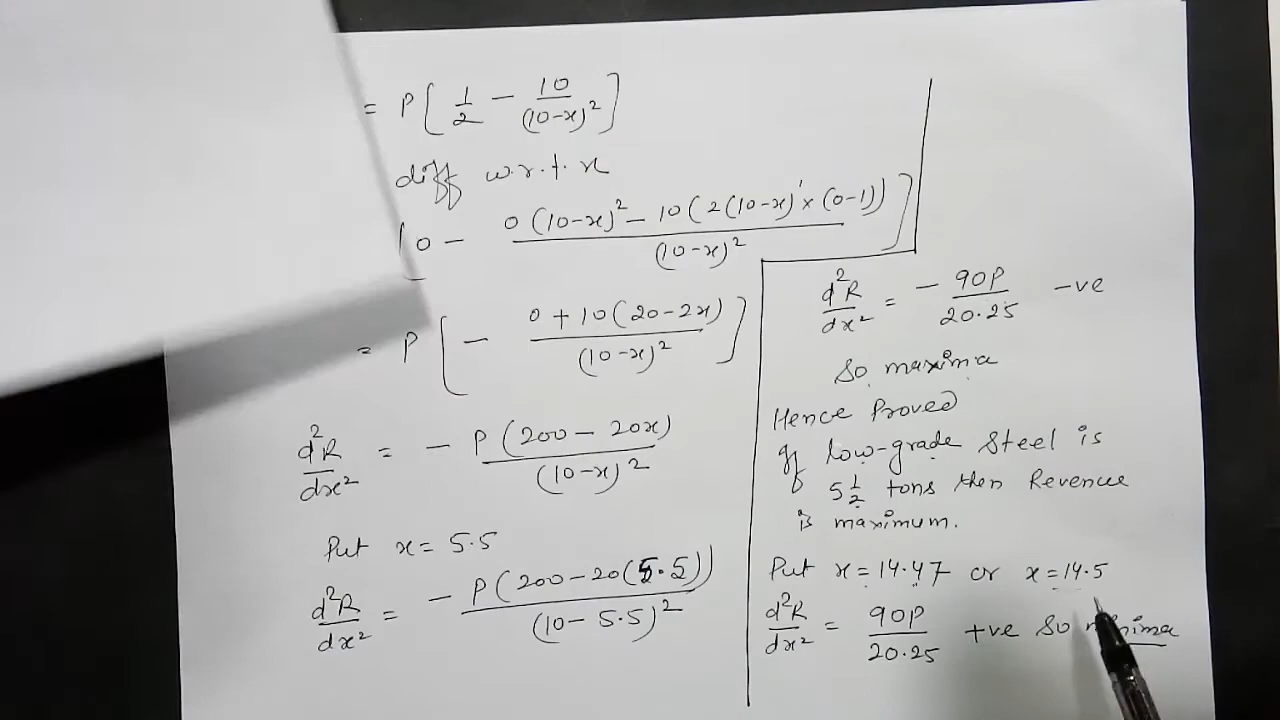 = P[ 1/2 − 10/(10-x)² ]
diff w.r.t x
[0 − (0(10-x)² − 10(2(10-x)¹ × (0-1)))/(10-x)² ]
= P[ − (0 + 10(20-2x))/(10-x)² ]
d²R/dx² = − P(200 − 20x)/(10-x)²
Put x = 5.5
d²R/dx² = − P(200 − 20(5.5))/(10 − 5.5)²
d²R/dx² = − 90P/20.25 -ve
So maxima
Hence Proved
If low-grade Steel is
5 1/2 tons then Revenue
is maximum.
Put x = 14.47 or x = 14.5
d²R/dx² = 90P/20.25 +ve So minima